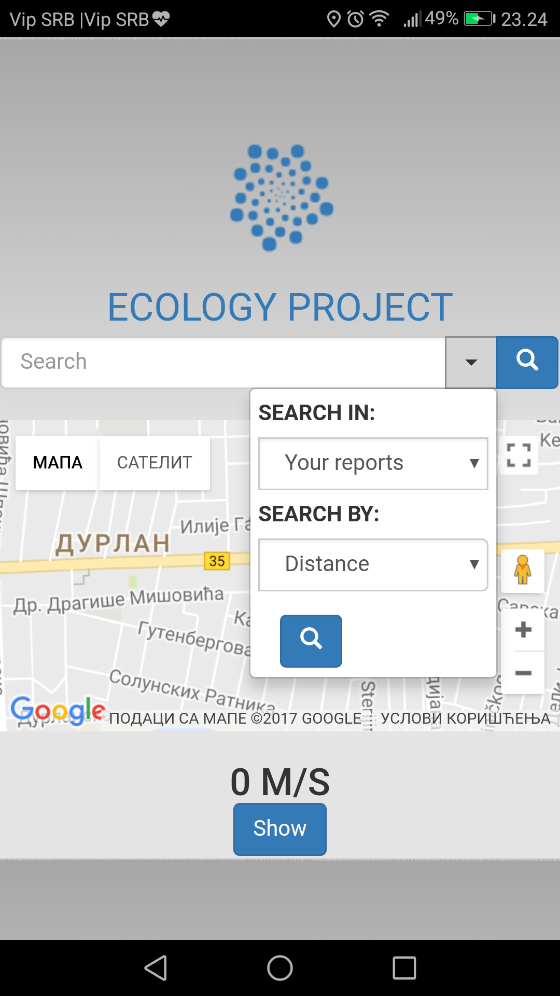 Vip SRB |Vip SRB 49% 23.24
ECOLOGY PROJECT
Search
SEARCH IN:
Your reports
МАПА САТЕЛИТ
SEARCH BY:
Илије
ДУРЛАН
35
Distance
Др. Драгише Мишовића
Гутенбергова
Солунских Ратника
+
−
Google ПОДАЦИ СА МАПЕ ©2017 GOOGLE УСЛОВИ КОРИШЋЕЊА
0 M/S
Show